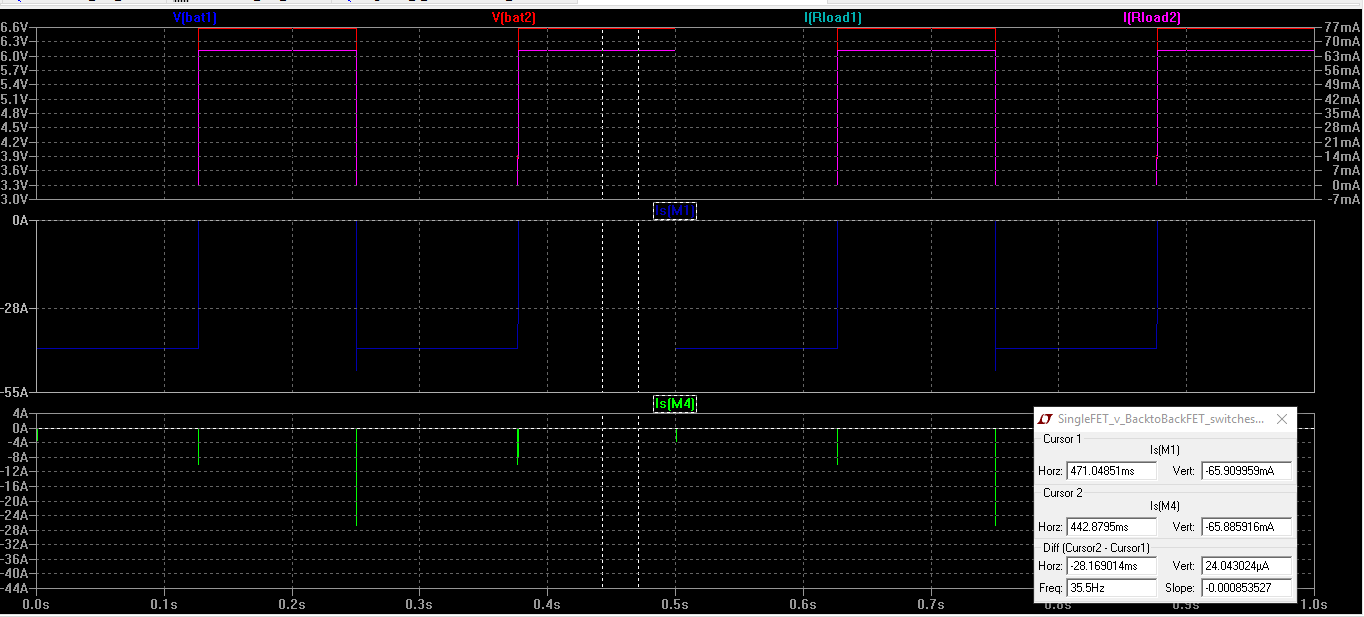 V(bat1) V(bat2) I(Rload1) I(Rload2)
6.6V 77mA
6.3V 70mA
6.0V 63mA
5.7V 56mA
5.4V 49mA
5.1V 42mA
4.8V 35mA
4.5V 28mA
4.2V 21mA
3.9V 14mA
3.6V 7mA
3.3V 0mA
3.0V -7mA
Is(M1)
0A
-28A
-55A
Is(M4)
4A
0A
-4A
-8A
-12A
-16A
-20A
-24A
-28A
-32A
-36A
-40A
-44A
0.0s 0.1s 0.2s 0.3s 0.4s 0.5s 0.6s 0.7s 0.8s 0.9s 1.0s
SingleFET_v_BacktoBackFET_switches...
Cursor 1
Is(M1)
Horz: 471.04851ms Vert: -65.909959mA
Cursor 2
Is(M4)
Horz: 442.8795ms Vert: -65.885916mA
Diff (Cursor2 - Cursor1)
Horz: -28.169014ms Vert: 24.043024µA
Freq: 35.5Hz Slope: -0.000853527